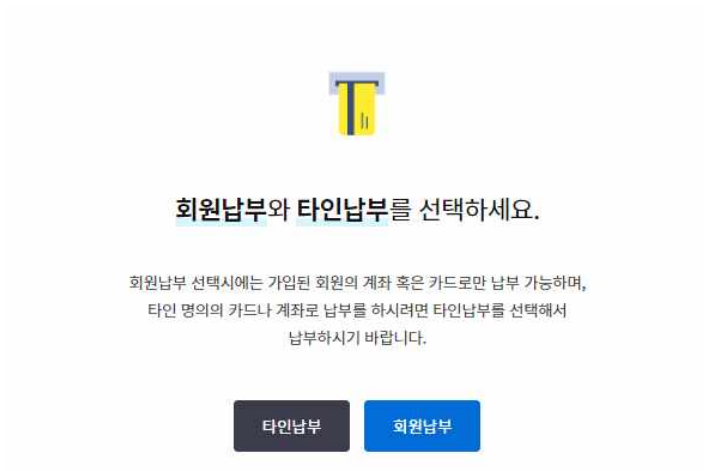 회원납부와 타인납부를 선택하세요.
회원납부 선택시에는 가입된 회원의 계좌 혹은 카드로만 납부 가능하며,
타인 명의의 카드나 계좌로 납부를 하시려면 타인납부를 선택해서
납부하시기 바랍니다.
타인납부
회원납부